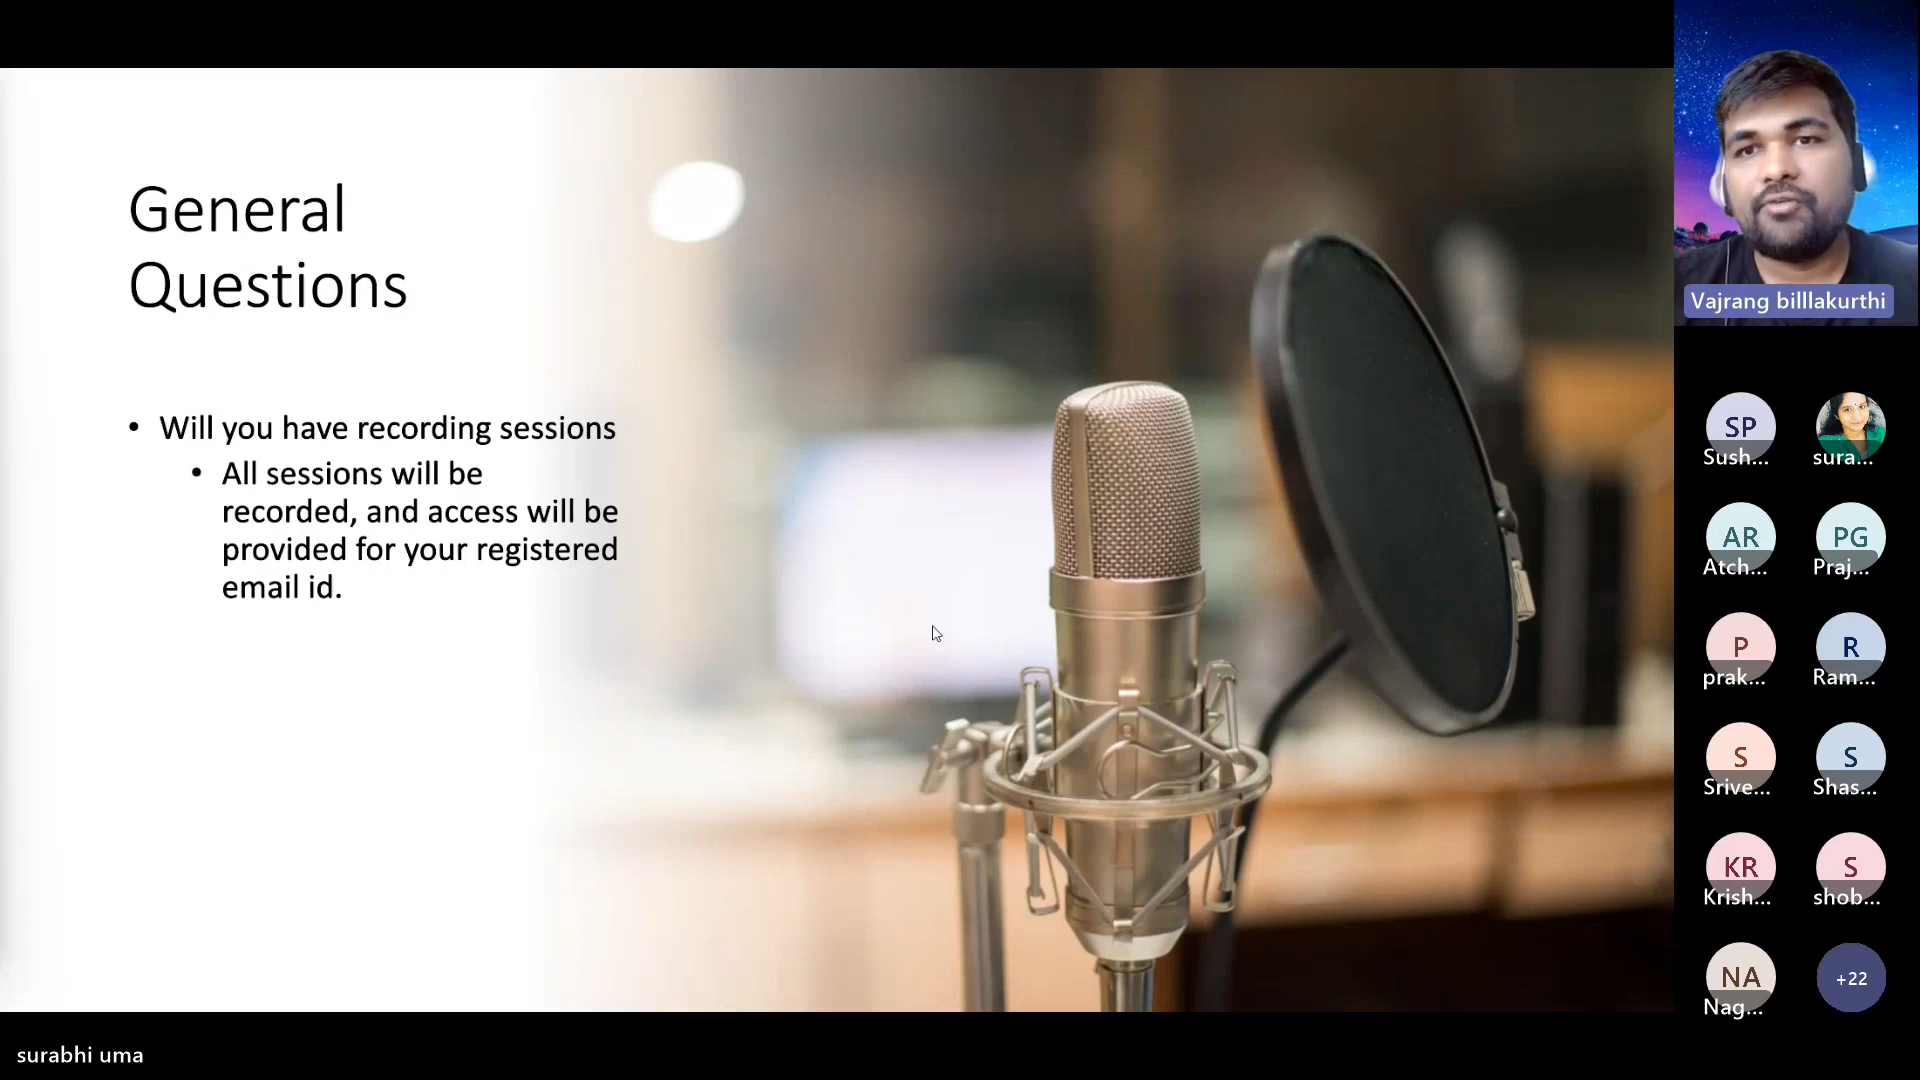 General
Questions
• Will you have recording sessions
• All sessions will be
recorded, and access will be
provided for your registered
email id.
Vajrang billlakurthi
SP
Sush...
sura...
AR
Atch...
PG
Praj...
P
prak...
R
Ram...
S
Srive...
S
Shas...
KR
Krish...
S
shob...
NA
Nag...
+22
surabhi uma